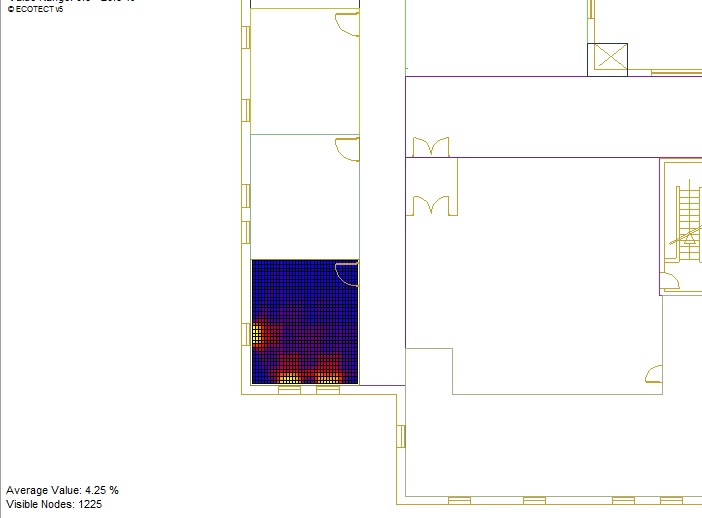 © ECOTECT v5
Average Value: 4.25 %
Visible Nodes: 1225